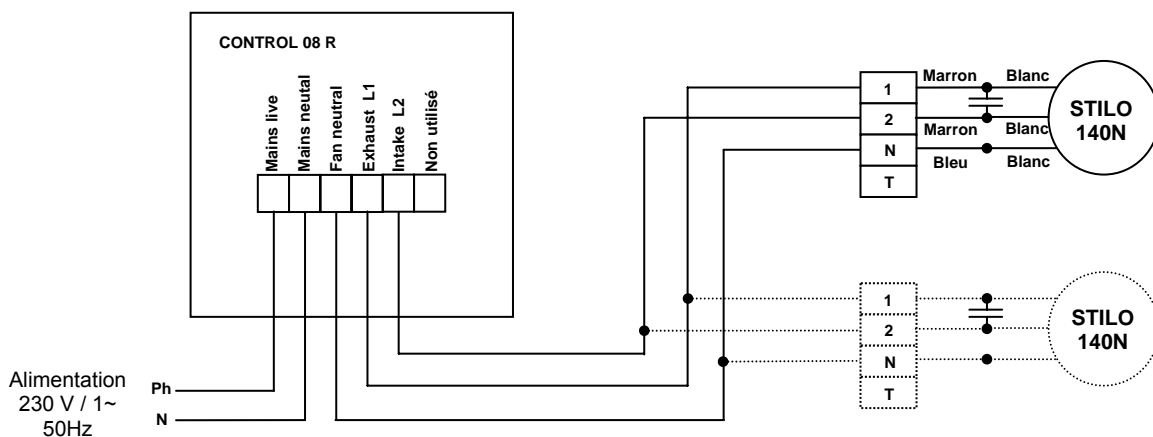 CONTROL 08 R
Mains live
Mains neutal
Fan neutral
Exhaust L1
Intake L2
Non utilisé
Alimentation
230 V / 1~
50Hz
Ph
N
1
2
N
T
Marron
Blanc
Marron
Blanc
Bleu
Blanc
STILO
140N
1
2
N
T
STILO
140N